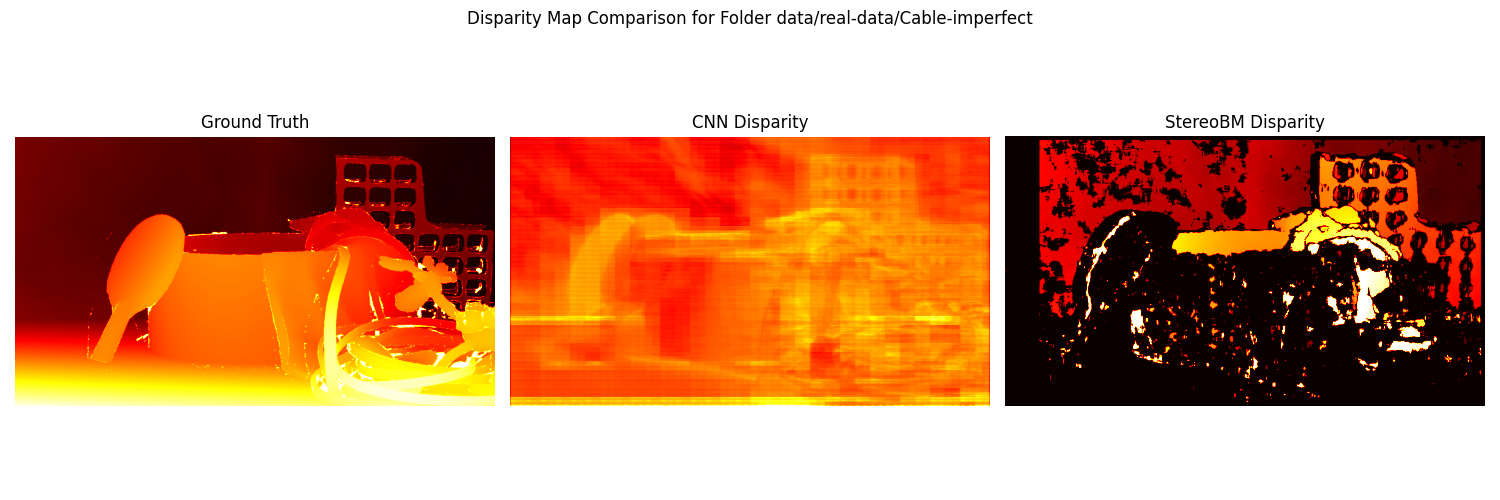 Disparity Map Comparison for Folder data/real-data/Cable-imperfect
Ground Truth
CNN Disparity
StereoBM Disparity